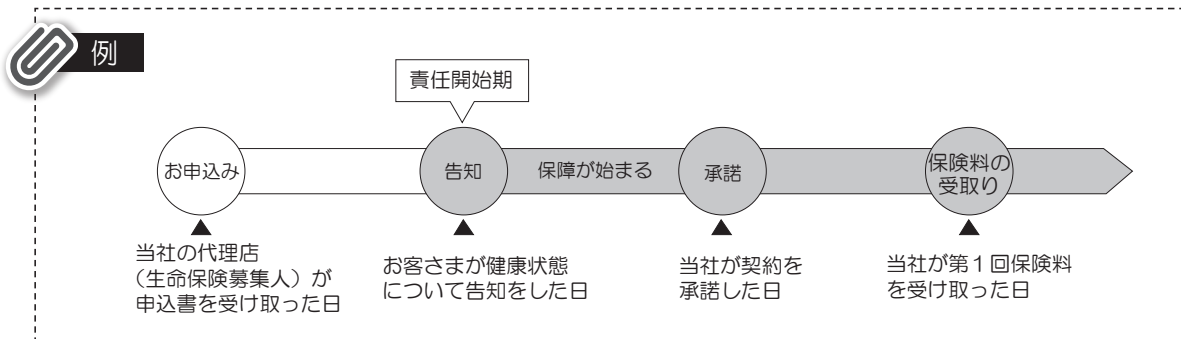 例
責任開始期
お申込み
告知
保障が始まる
承諾
保険料の
受取り
当社の代理店
（生命保険募集人）が
申込書を受け取った日
お客さまが健康状態
について告知をした日
当社が契約を
承諾した日
当社が第１回保険料
を受け取った日